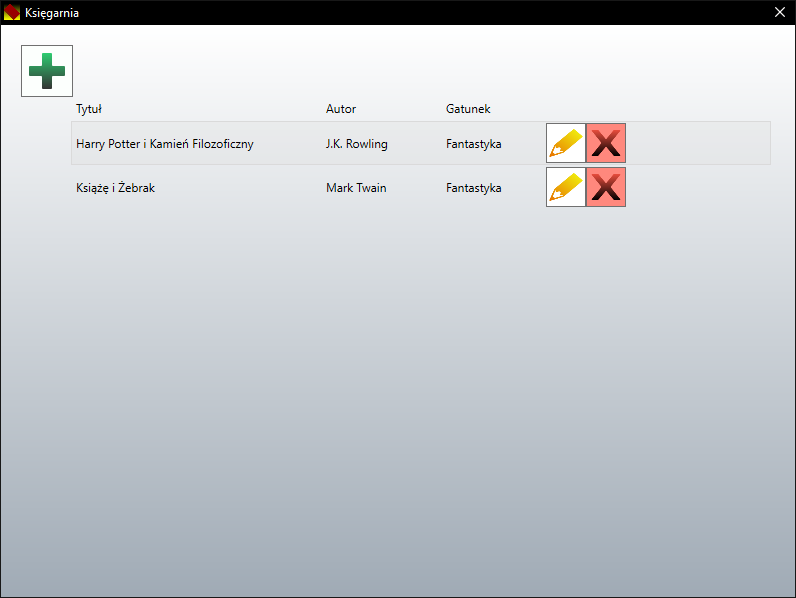 Księgarnia
Tytuł Autor Gatunek
Harry Potter i Kamień Filozoficzny J.K. Rowling Fantastyka
Książę i Żebrak Mark Twain Fantastyka